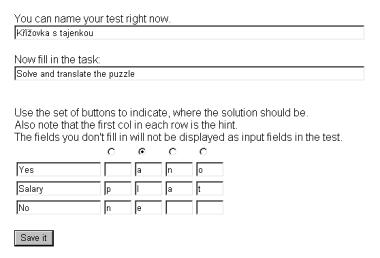 You can name your test right now.
Křížovka s tajenkou
Now fill in the task:
Solve and translate the puzzle
Use the set of buttons to indicate, where the solution should be.
Also note that the first col in each row is the hint.
The fields you don't fill in will not be displayed as input fields in the test.
Yes a n o
Salary p l a t
No n e
Save it